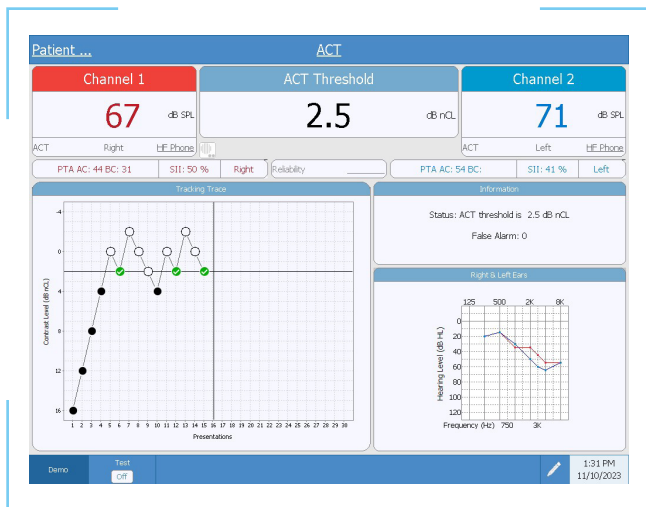 Patient ... ACT
Channel 1 ACT Threshold Channel 2
67 dB SPL 2.5 dB nCL 71 dB SPL
ACT Right HF Phone ACT Left HF Phone
PTA AC: 44 BC: 31 SII: 50 % Right Reliability PTA AC: 54 BC: SII: 41 % Left
Tracking Trace
-4
0
4
8
12
16
Contrast Level (dB nCL)
1 2 3 4 5 6 7 8 9 10 11 12 13 14 15 16 17 18 19 20 21 22 23 24 25 26 27 28 29 30
Presentations
Information
Status: ACT threshold is 2.5 dB nCL
False Alarm: 0
Right & Left Ears
125 500 2K 8K
0
20
40
60
80
100
120
Hearing Level (dB HL)
Frequency (Hz) 750 3K
Demo Test Off 1:31 PM
11/10/2023